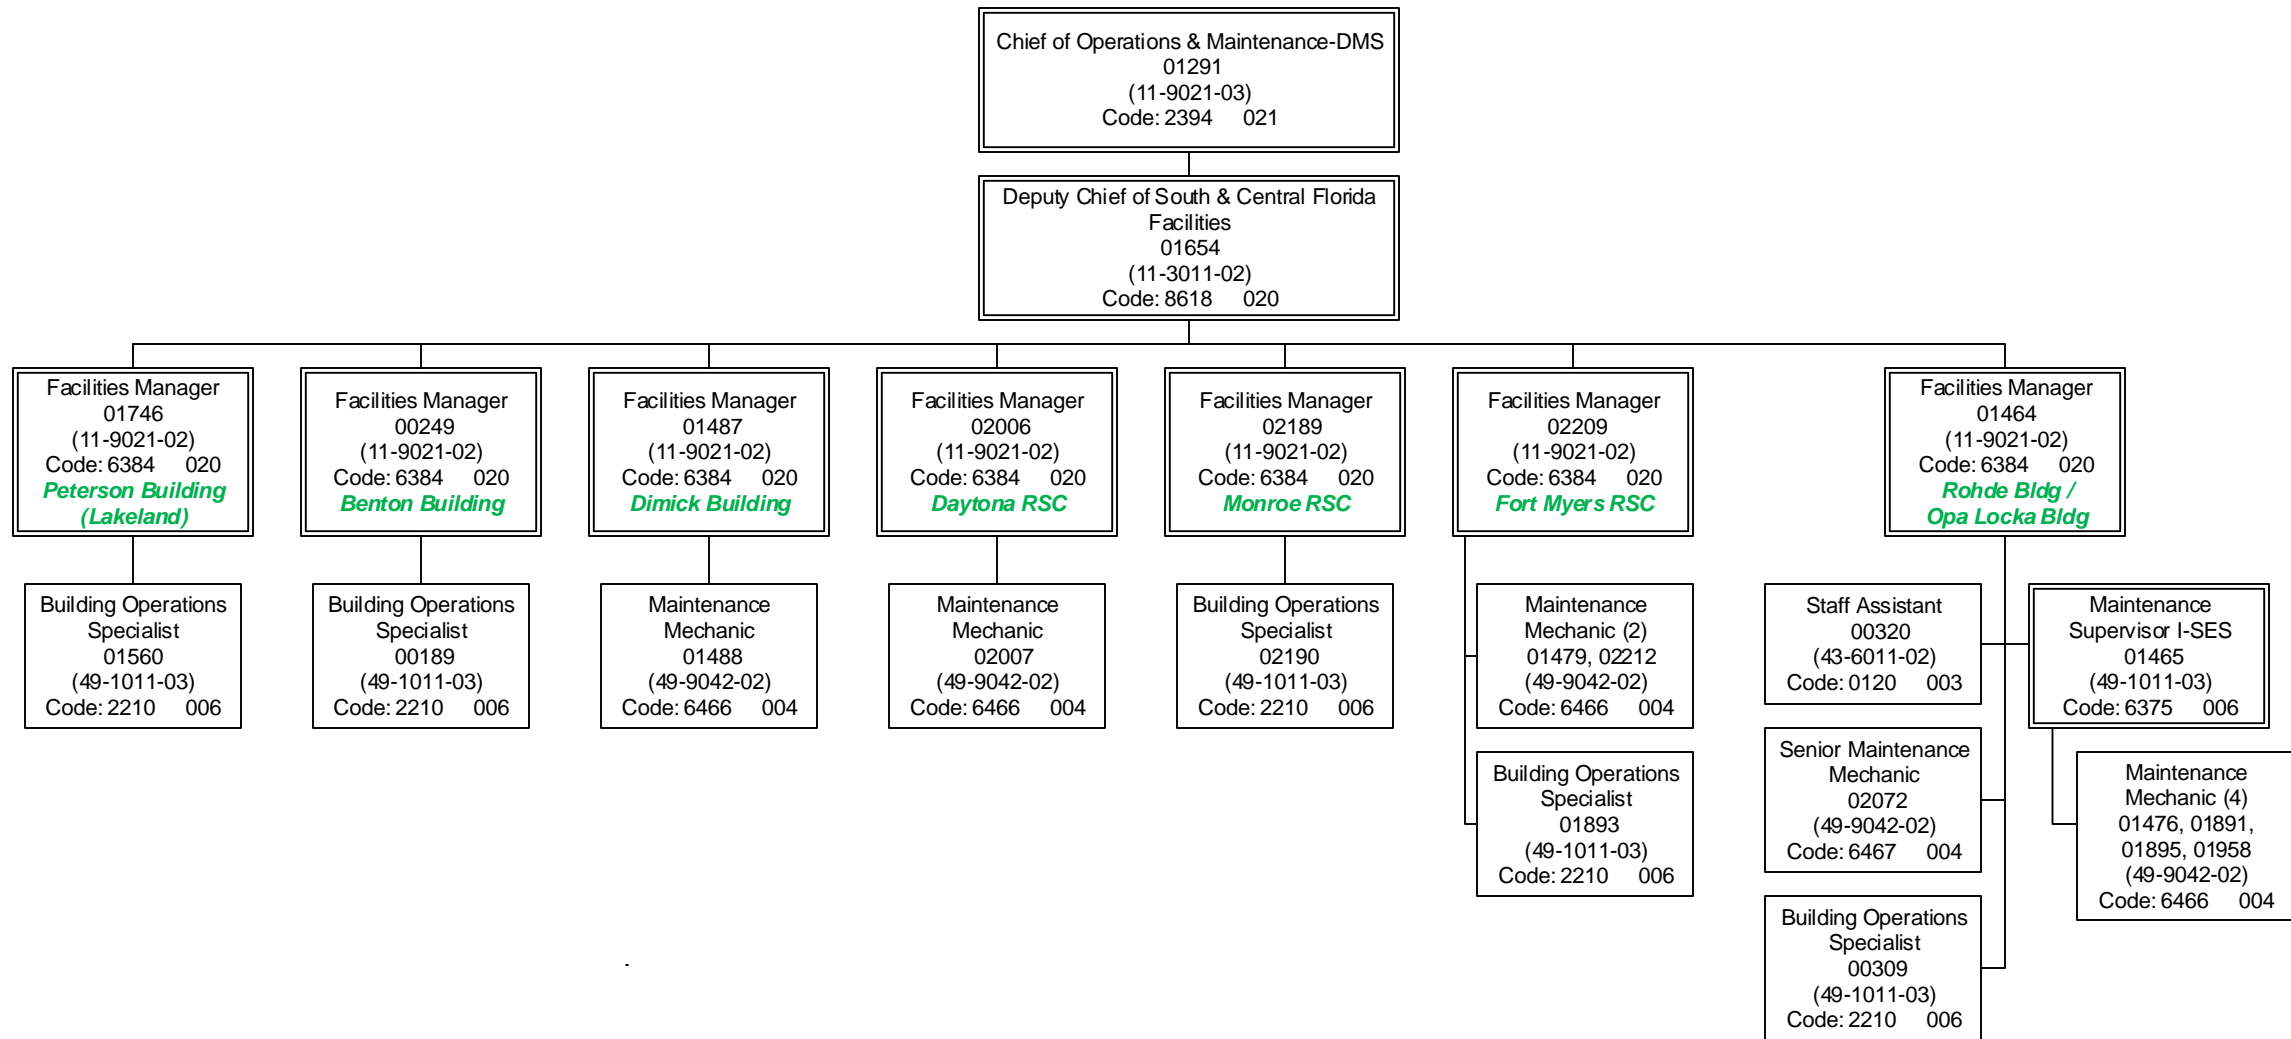 Chief of Operations & Maintenance-DMS
01291
(11-9021-03)
Code: 2394 021
Deputy Chief of South & Central Florida
Facilities
01654
(11-3011-02)
Code: 8618 020
Facilities Manager
01746
(11-9021-02)
Code: 6384 020
Peterson Building
(Lakeland)
Facilities Manager
00249
(11-9021-02)
Code: 6384 020
Benton Building
Facilities Manager
01487
(11-9021-02)
Code: 6384 020
Dimick Building
Facilities Manager
02006
(11-9021-02)
Code: 6384 020
Daytona RSC
Facilities Manager
02189
(11-9021-02)
Code: 6384 020
Monroe RSC
Facilities Manager
02209
(11-9021-02)
Code: 6384 020
Fort Myers RSC
Facilities Manager
01464
(11-9021-02)
Code: 6384 020
Rohde Bldg /
Opa Locka Bldg
Building Operations
Specialist
01560
(49-1011-03)
Code: 2210 006
Building Operations
Specialist
00189
(49-1011-03)
Code: 2210 006
Maintenance
Mechanic
01488
(49-9042-02)
Code: 6466 004
Maintenance
Mechanic
02007
(49-9042-02)
Code: 6466 004
Building Operations
Specialist
02190
(49-1011-03)
Code: 2210 006
Maintenance
Mechanic (2)
01479, 02212
(49-9042-02)
Code: 6466 004
Building Operations
Specialist
01893
(49-1011-03)
Code: 2210 006
Staff Assistant
00320
(43-6011-02)
Code: 0120 003
Maintenance
Supervisor I-SES
01465
(49-1011-03)
Code: 6375 006
Senior Maintenance
Mechanic
02072
(49-9042-02)
Code: 6467 004
Maintenance
Mechanic (4)
01476, 01891,
01895, 01958
(49-9042-02)
Code: 6466 004
Building Operations
Specialist
00309
(49-1011-03)
Code: 2210 006